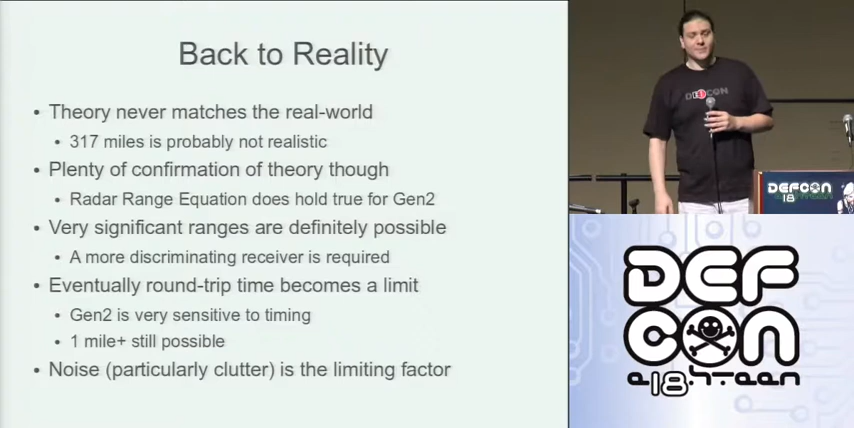 Back to Reality
• Theory never matches the real-world
• 317 miles is probably not realistic
• Plenty of confirmation of theory though
• Radar Range Equation does hold true for Gen2
• Very significant ranges are definitely possible
• A more discriminating receiver is required
• Eventually round-trip time becomes a limit
• Gen2 is very sensitive to timing
• 1 mile+ still possible
• Noise (particularly clutter) is the limiting factor
DEFCON
DEFCON
18
DEF
CON
e18h-teen